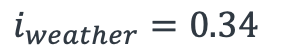 i_weather = 0.34